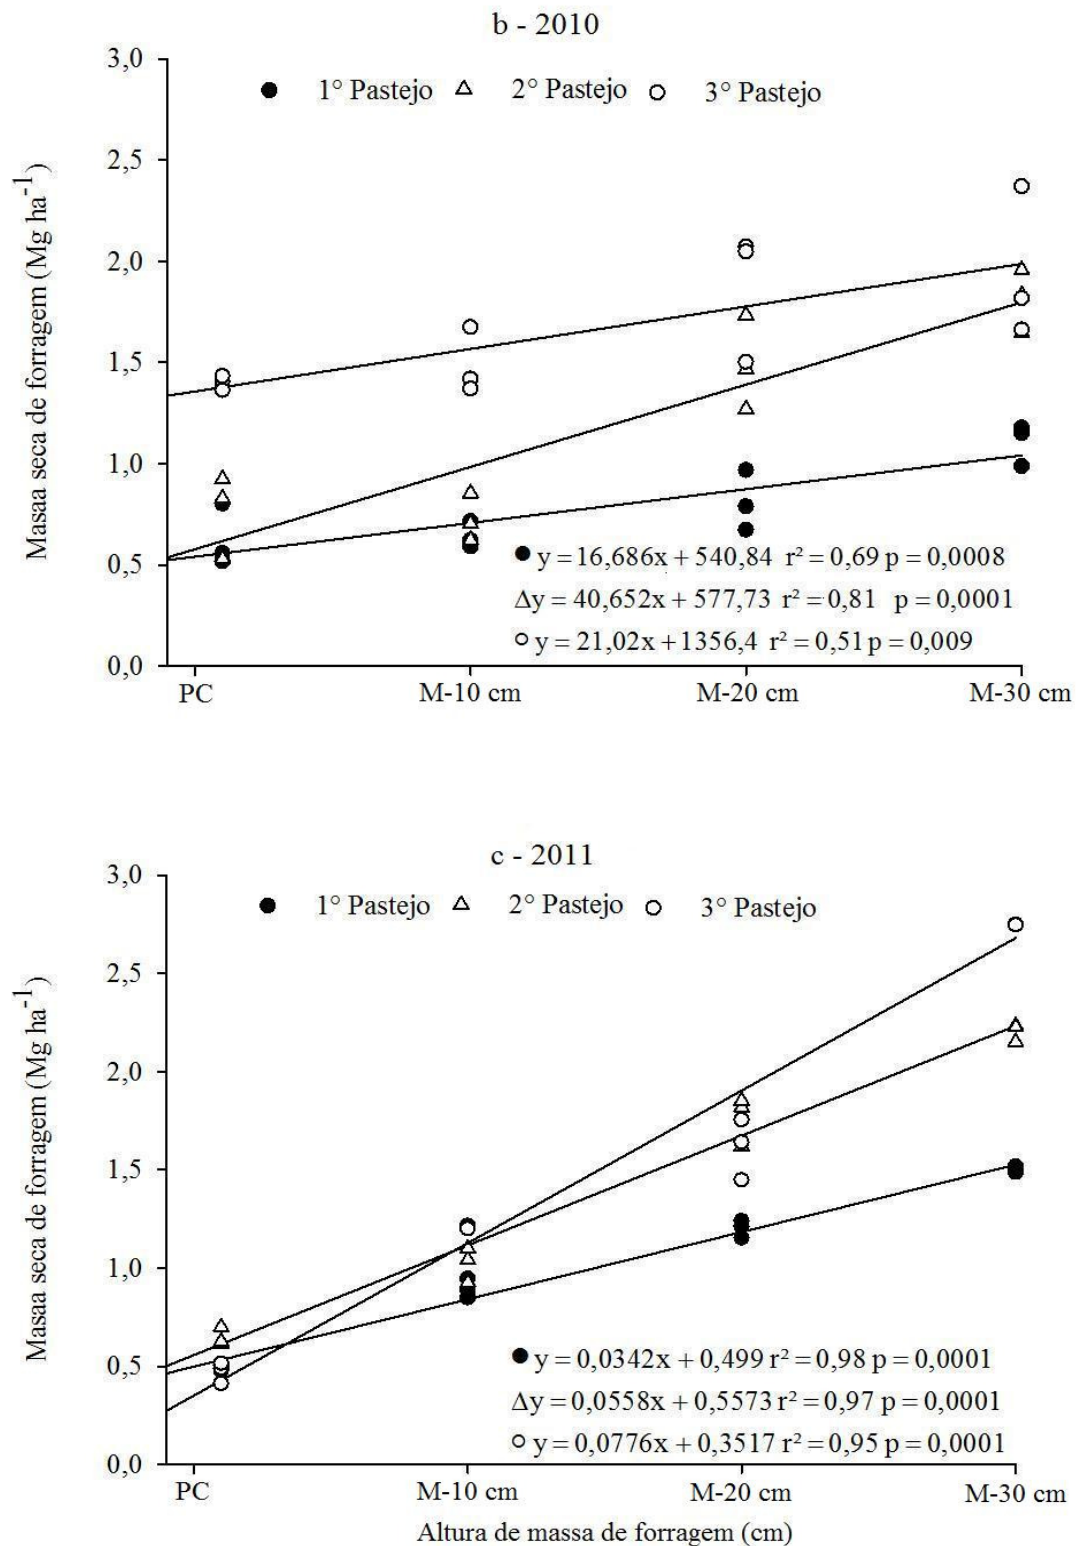 b - 2010
3,0
● 1° Pastejo △ 2° Pastejo ○ 3° Pastejo
2,5
2,0
1,5
1,0
0,5
0,0
Masaa seca de forragem (Mg ha⁻¹)
● y = 16,686x + 540,84 r² = 0,69 p = 0,0008
Δy = 40,652x + 577,73 r² = 0,81 p = 0,0001
○ y = 21,02x + 1356,4 r² = 0,51 p = 0,009
PC M-10 cm M-20 cm M-30 cm
c - 2011
3,0
● 1° Pastejo △ 2° Pastejo ○ 3° Pastejo
2,5
2,0
1,5
1,0
0,5
0,0
Masaa seca de forragem (Mg ha⁻¹)
● y = 0,0342x + 0,499 r² = 0,98 p = 0,0001
Δy = 0,0558x + 0,5573 r² = 0,97 p = 0,0001
○ y = 0,0776x + 0,3517 r² = 0,95 p = 0,0001
PC M-10 cm M-20 cm M-30 cm
Altura de massa de forragem (cm)